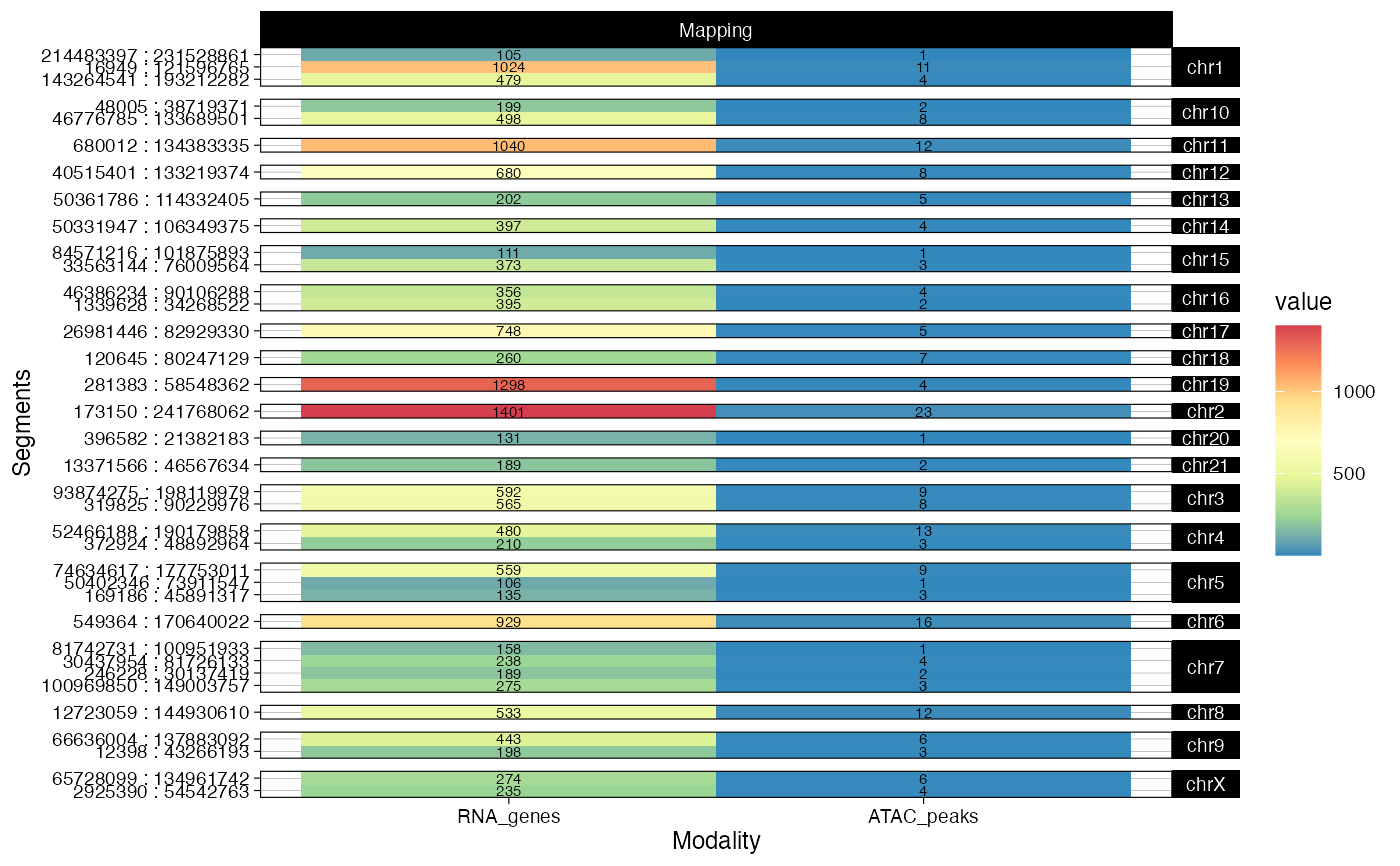 Mapping
214483397 : 231528861 105 1
16949 : 121596765 1024 11 chr1
143264541 : 193212282 479 4
48005 : 38719371 199 2 chr10
46776785 : 133689501 498 8
680012 : 134383335 1040 12 chr11
40515401 : 133219374 680 8 chr12
50361786 : 114332405 202 5 chr13
50331947 : 106349375 397 4 chr14
84571216 : 101875893 111 1 chr15
33563144 : 76009564 373 3
46386234 : 90106288 356 4 chr16
1339628 : 34268522 395 2
26981446 : 82929330 748 5 chr17
120645 : 80247129 260 7 chr18
281383 : 58548362 1298 4 chr19
173150 : 241768062 1401 23 chr2
396582 : 21382183 131 1 chr20
13371566 : 46567634 189 2 chr21
93874275 : 198119979 592 9 chr3
319825 : 90229976 565 8
52466188 : 190179858 480 13 chr4
372924 : 48892964 210 3
74634617 : 177753011 559 9
50402346 : 73911547 106 1 chr5
169186 : 45891317 135 3
549364 : 170640022 929 16 chr6
81742731 : 100951933 158 1
30437954 : 81726133 238 4 chr7
246228 : 30137419 189 2
100969850 : 149003757 275 3
12723059 : 144930610 533 12 chr8
66636004 : 137883092 443 6 chr9
12398 : 43266193 198 3
65728099 : 134961742 274 6 chrX
2925390 : 54542763 235 4
RNA_genes ATAC_peaks
Modality
Segments
value
1000
500